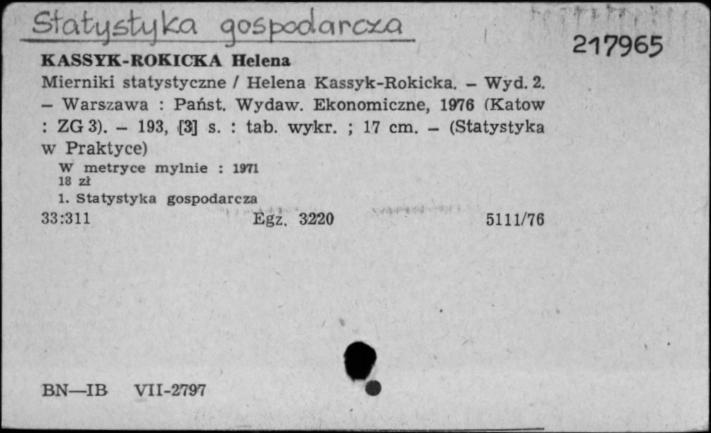 Statystyka gospodarcza
217965
KASSYK-ROKICKA Helena
Mierniki statystyczne / Helena Kassyk-Rokicka. — Wyd. 2.
— Warszawa : Państ. Wydaw. Ekonomiczne, 1976 (Katow
: ZG 3). — 193, [3] s. : tab. wykr. ; 17 cm. — (Statystyka
w Praktyce)
W metryce mylnie : 1971
18 zł
1. Statystyka gospodarcza
33:311 Egz. 3220 5111/76
BN—IB VII-2797